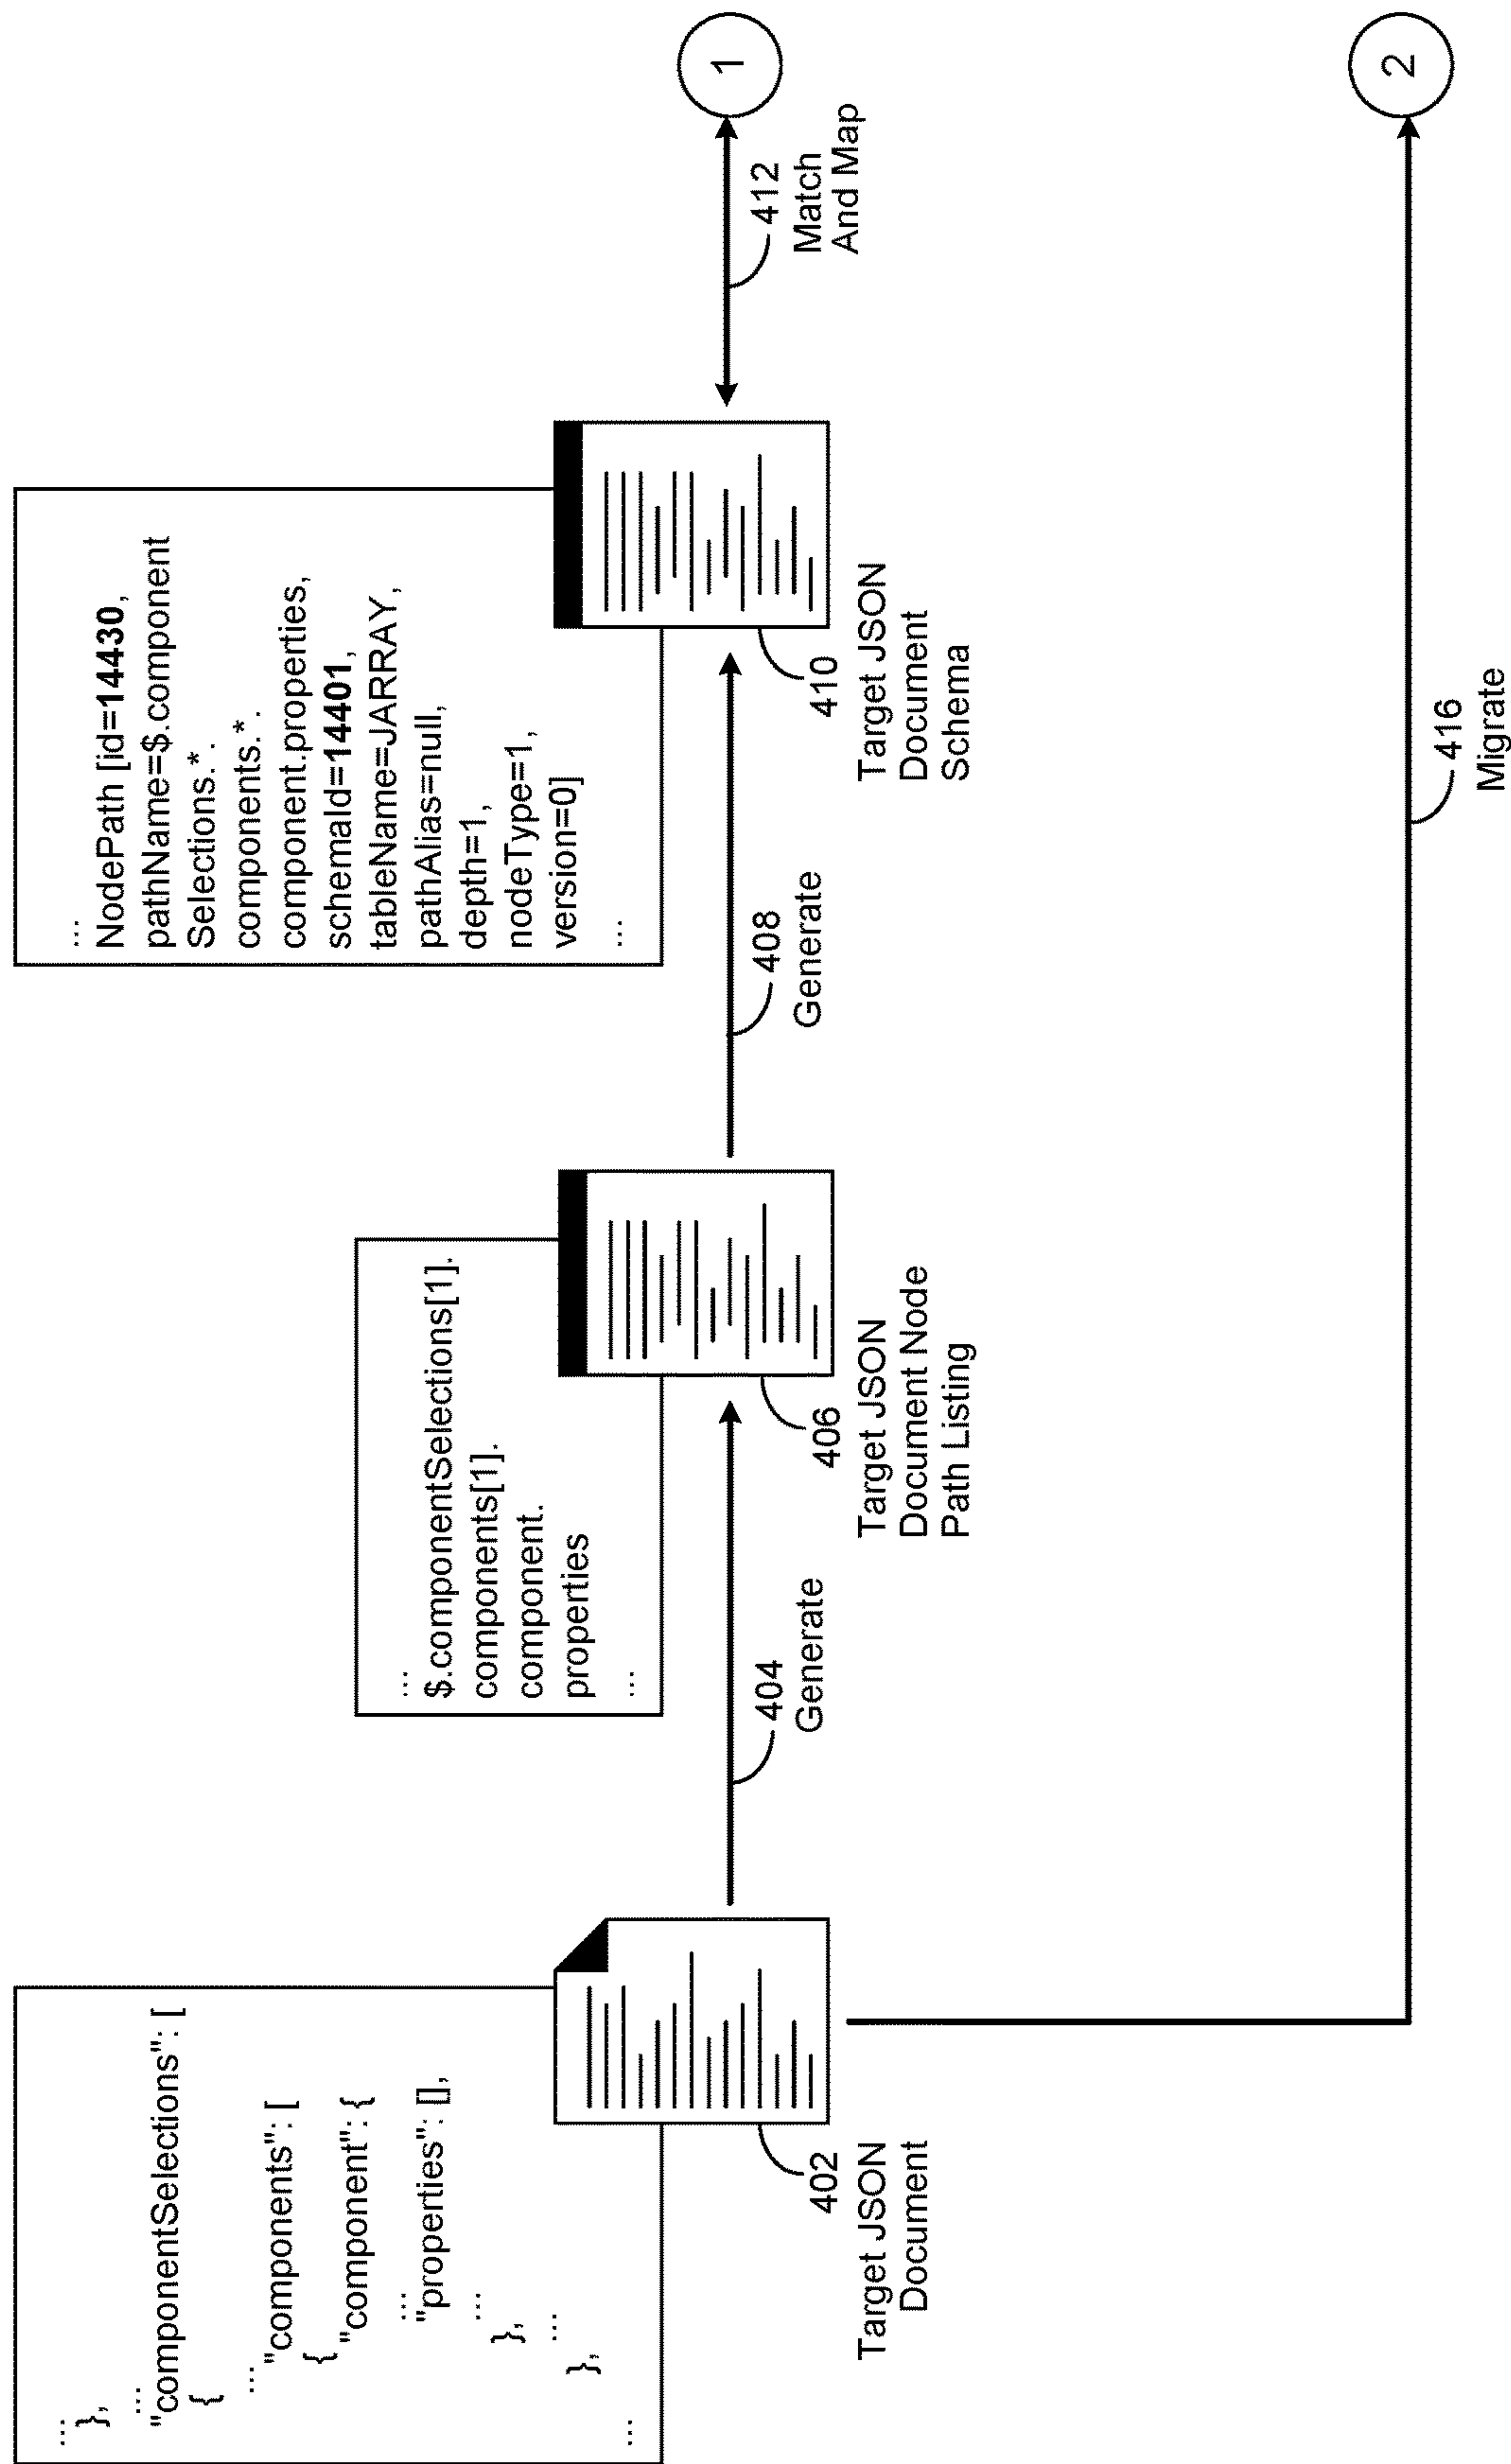 ...
},
...
"componentSelections": [
{
...
"components": [
{
"component": {
...
"properties": [],
...
},
...
},
...
402
Target JSON
Document
404
Generate
...
$.componentSelections[1].
components[1].
component.
properties
...
406
Target JSON
Document Node
Path Listing
408
Generate
...
NodePath [id=14430,
pathName=$.component
Selections.*.
components.*.
component.properties,
schemaId=14401,
tableName=JARRAY,
pathAlias=null,
depth=1,
nodeType=1,
version=0]
...
410
Target JSON
Document
Schema
412
Match
And Map
1
416
Migrate
2